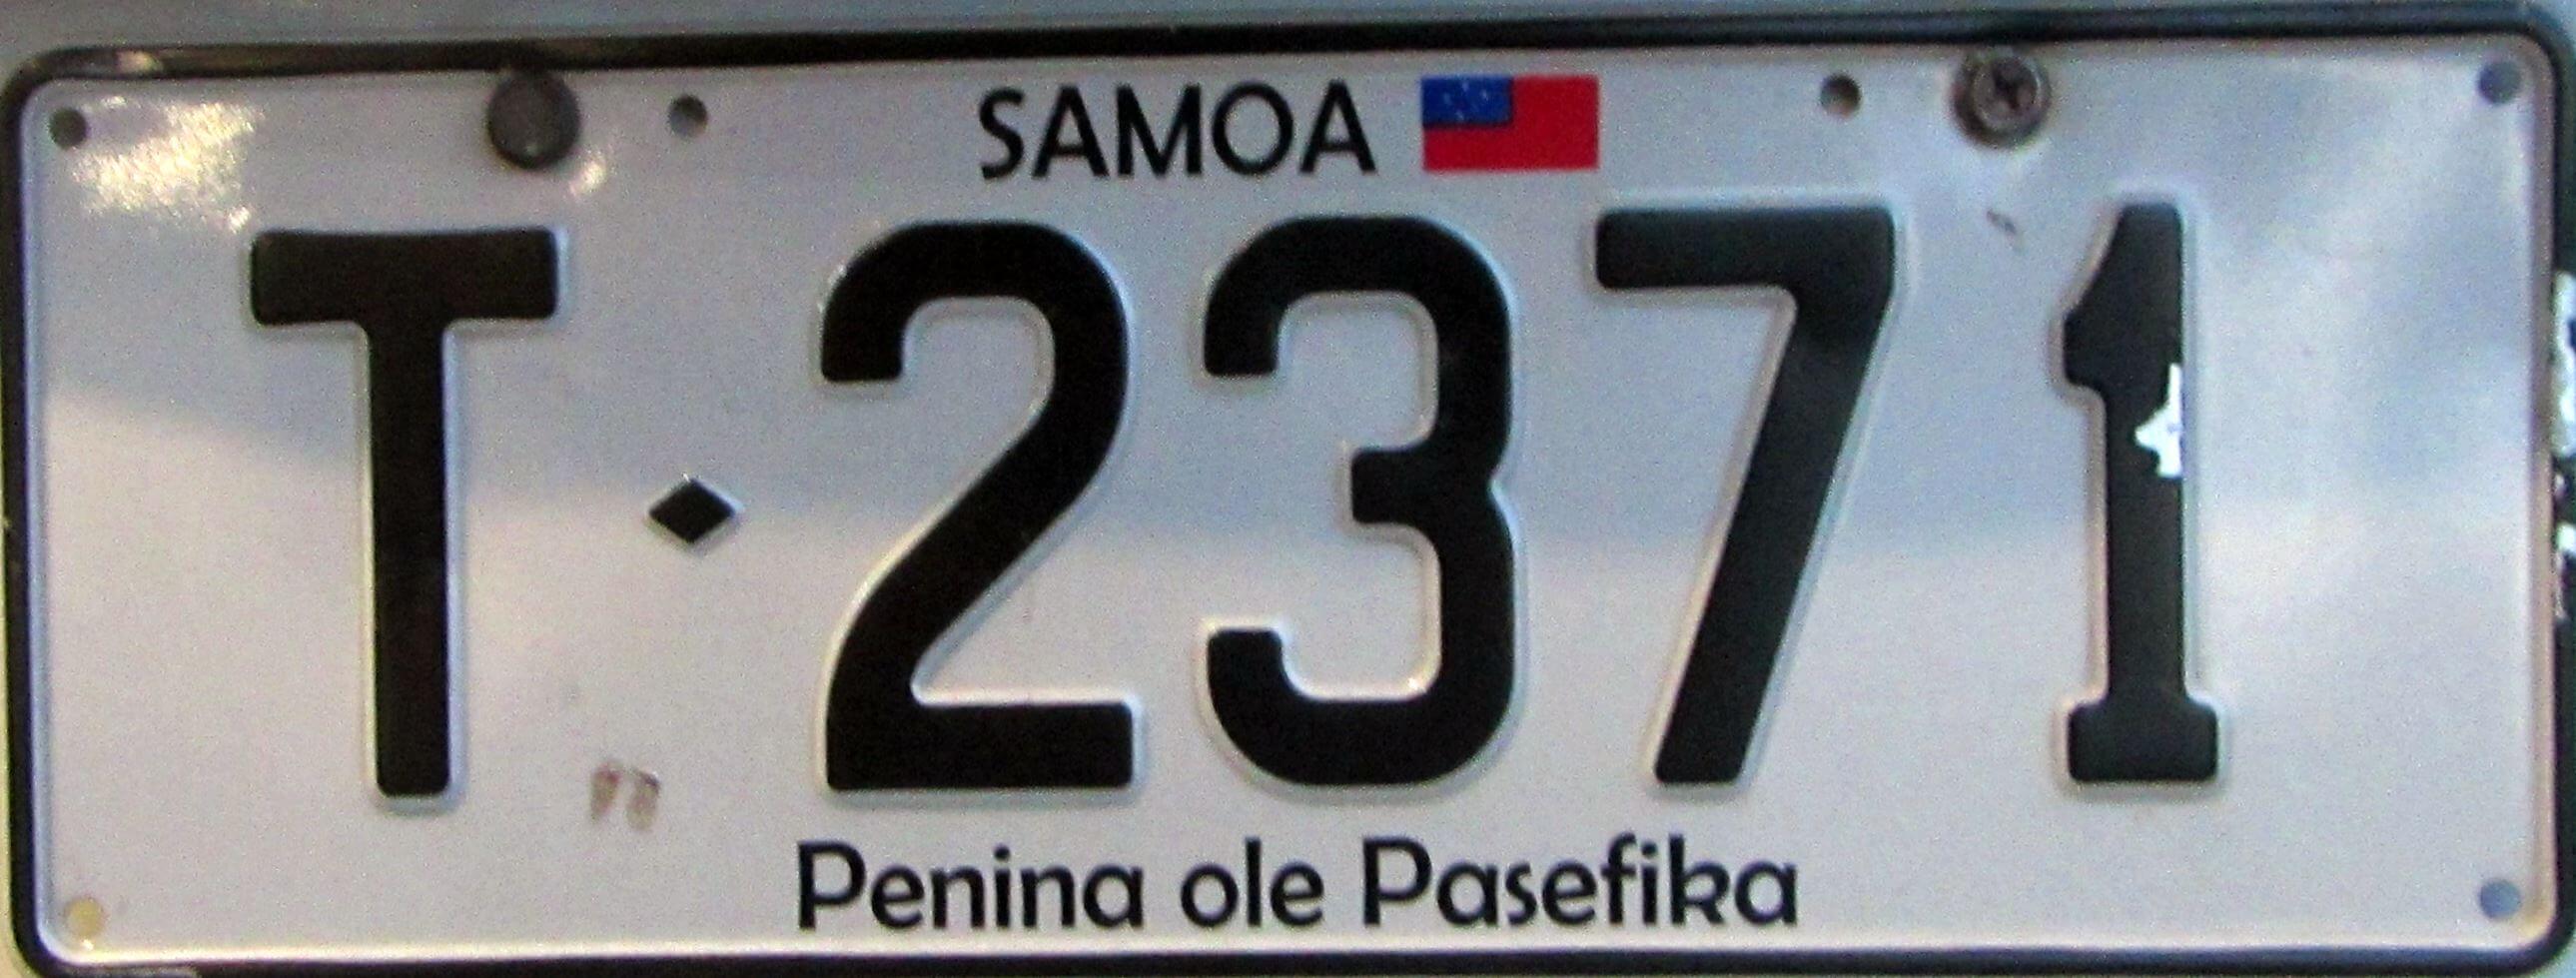 SAMOA
T·2371
Penina ole Pasefika